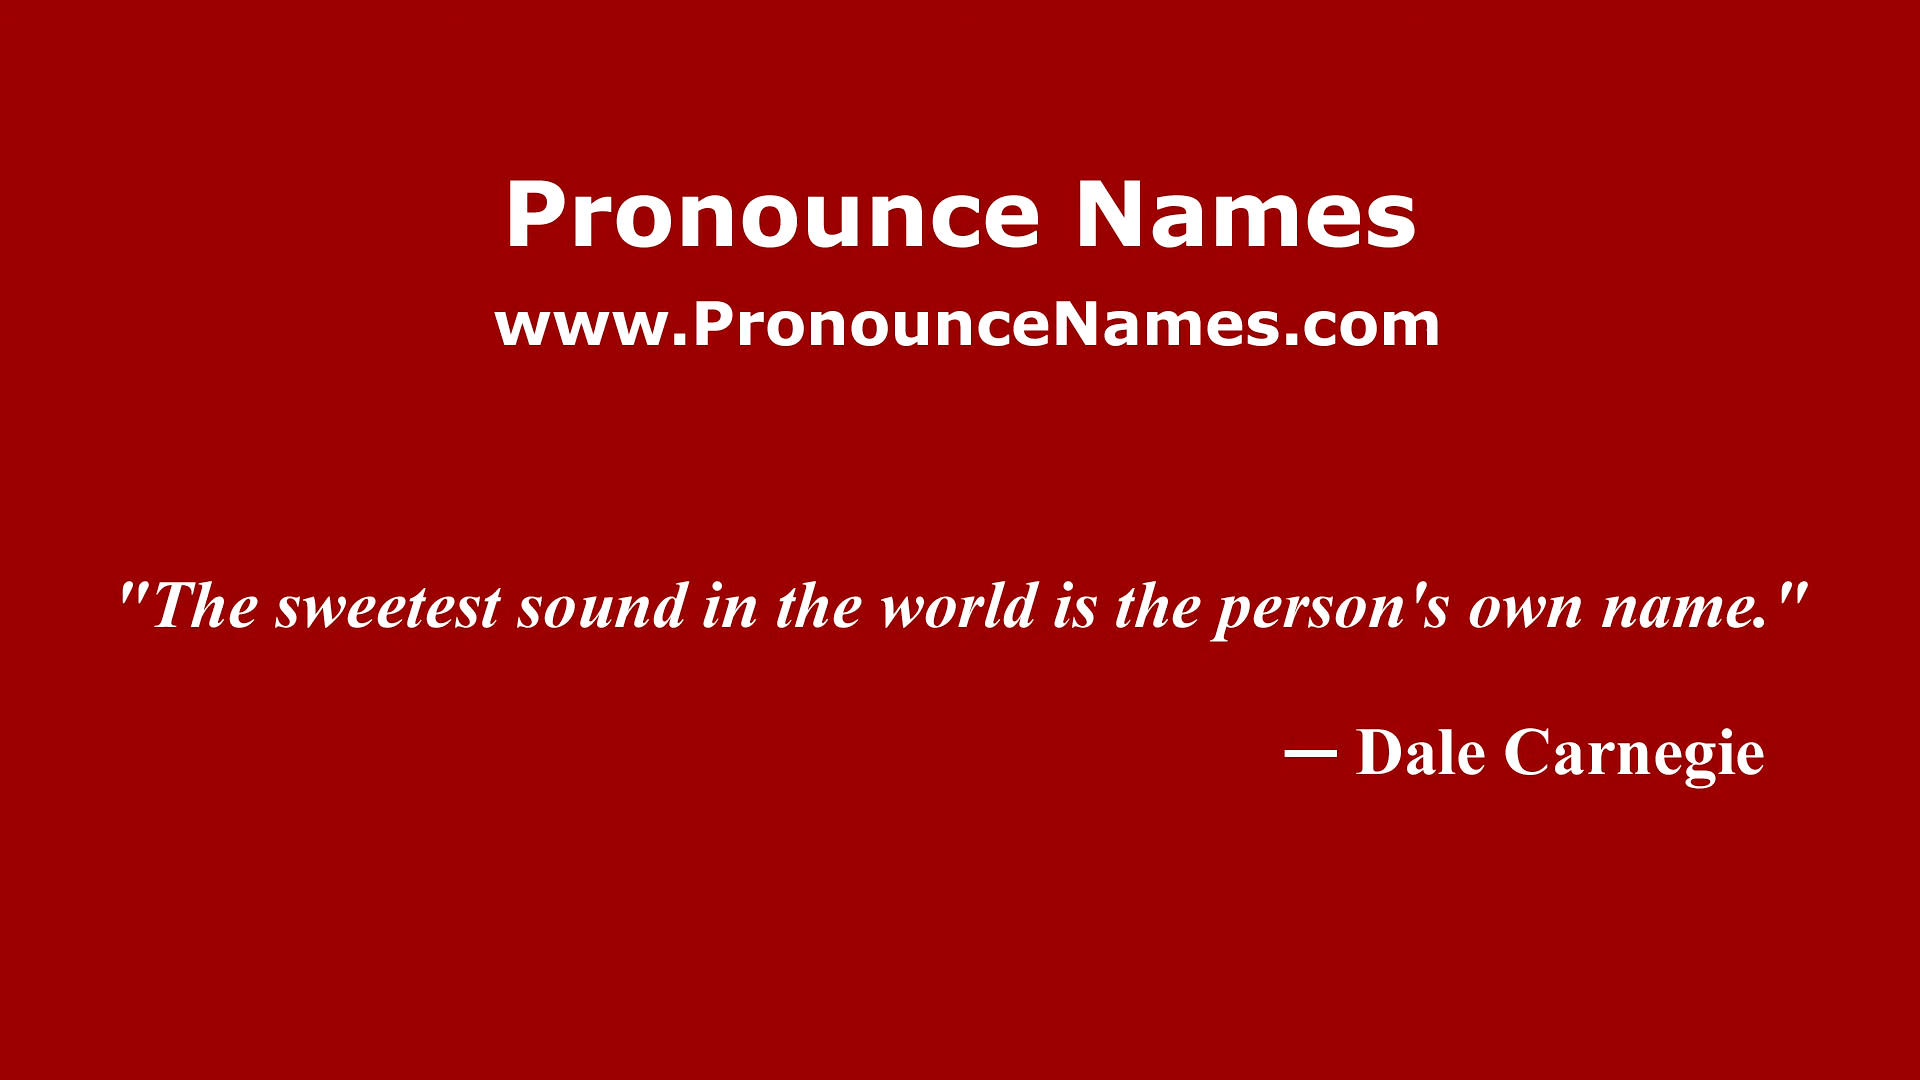 Pronounce Names
www.PronounceNames.com
"The sweetest sound in the world is the person's own name."
— Dale Carnegie